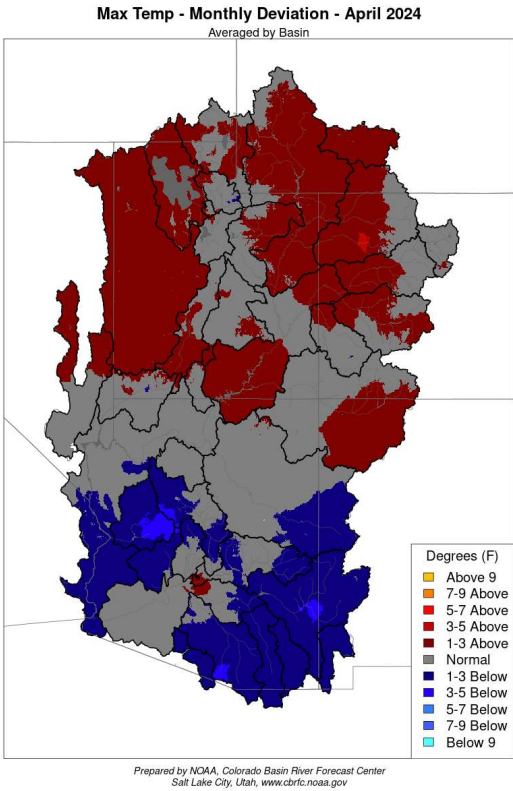 Max Temp - Monthly Deviation - April 2024
Averaged by Basin
Degrees (F)
Above 9
7-9 Above
5-7 Above
3-5 Above
1-3 Above
Normal
1-3 Below
3-5 Below
5-7 Below
7-9 Below
Below 9
Prepared by NOAA, Colorado Basin River Forecast Center
Salt Lake City, Utah, www.cbrfc.noaa.gov